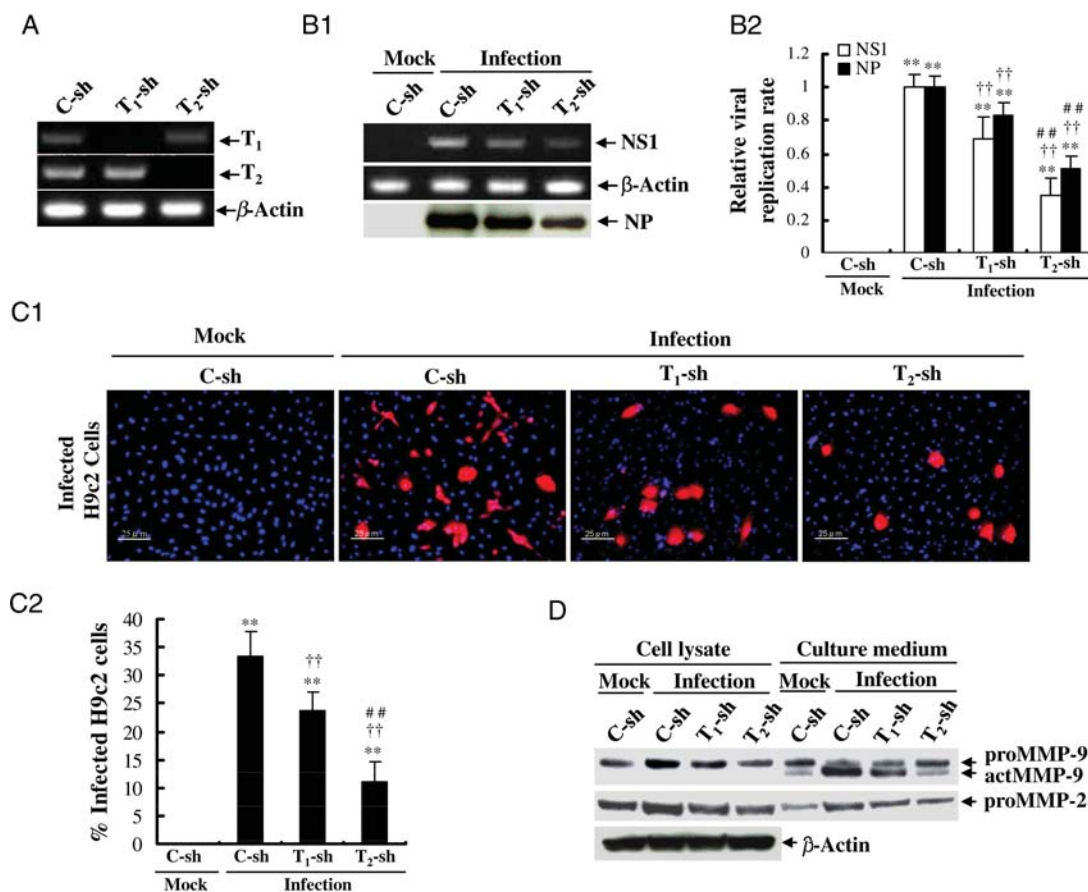 A
C-sh T₁-sh T₂-sh
T₁
T₂
β-Actin
B1
Mock Infection
C-sh C-sh T₁-sh T₂-sh
NS1
β-Actin
NP
B2
Relative viral
replication rate
1.2
1
0.8
0.6
0.4
0.2
0
NS1
NP
** **
†† ††
** **
## ##
†† ††
** **
C-sh C-sh T₁-sh T₂-sh
Mock Infection
C1
Mock Infection
C-sh C-sh T₁-sh T₂-sh
Infected
H9c2 Cells
25 μm 25 μm 25 μm 25 μm
C2
% Infected H9c2 cells
40
35
30
25
20
15
10
5
0
**
††
**
##
††
**
C-sh C-sh T₁-sh T₂-sh
Mock Infection
D
Cell lysate Culture medium
Mock Infection Mock Infection
C-sh C-sh T₁-sh T₂-sh C-sh C-sh T₁-sh T₂-sh
proMMP-9
actMMP-9
proMMP-2
β-Actin